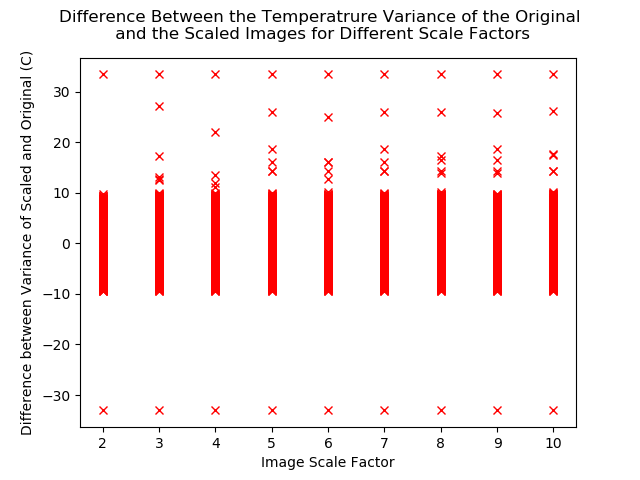 Difference Between the Temperatrure Variance of the Original
and the Scaled Images for Different Scale Factors
Difference between Variance of Scaled and Original (C)
30
20
10
0
−10
−20
−30
2 3 4 5 6 7 8 9 10
Image Scale Factor